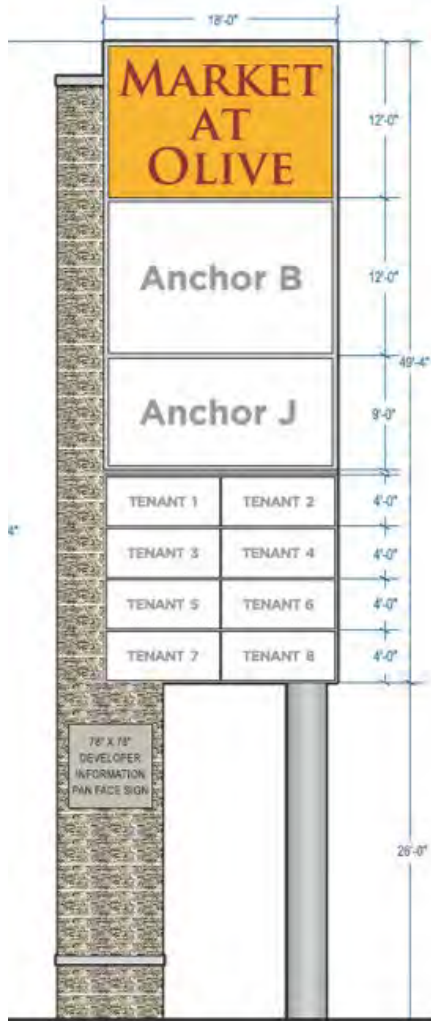 18'-0"
MARKET
AT
OLIVE
12'-0"
Anchor B
12'-0"
49'-4"
Anchor J
9'-0"
TENANT 1 TENANT 2 4'-0"
TENANT 3 TENANT 4 4'-0"
TENANT 5 TENANT 6 4'-0"
TENANT 7 TENANT 8 4'-0"
78" X 78"
DEVELOPER
INFORMATION
PAN FACE SIGN
26'-0"